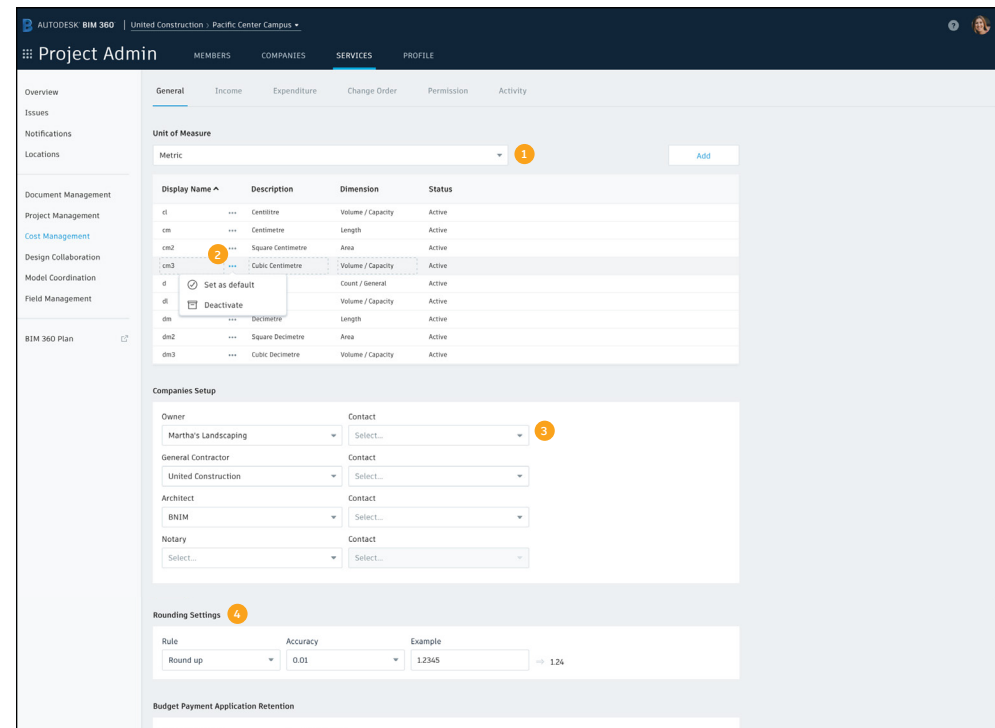 AUTODESK® BIM 360® United Construction > Pacific Center Campus
Project Admin MEMBERS COMPANIES SERVICES PROFILE
Overview
Issues
Notifications
Locations
Document Management
Project Management
Cost Management
Design Collaboration
Model Coordination
Field Management
BIM 360 Plan
General Income Expenditure Change Order Permission Activity
Unit of Measure
Metric 1 Add
Display Name Description Dimension Status
cl ••• Centilitre Volume / Capacity Active
cm ••• Centimetre Length Active
cm2 ••• Square Centimetre Area Active
2
cm3 ••• Cubic Centimetre Volume / Capacity Active
d Count / General Active
Set as default
dl Volume / Capacity Active
Deactivate
dm ••• Decimetre Length Active
dm2 ••• Square Decimetre Area Active
dm3 ••• Cubic Decimetre Volume / Capacity Active
Companies Setup
Owner Contact
Martha's Landscaping Select... 3
General Contractor Contact
United Construction Select...
Architect Contact
BNIM Select...
Notary Contact
Select... Select...
Rounding Settings 4
Rule Accuracy Example
Round up 0.01 1.2345 → 1.24
Budget Payment Application Retention